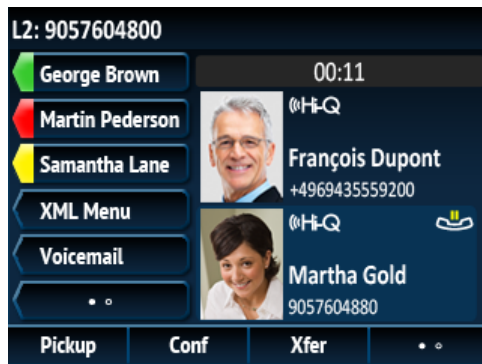 L2: 9057604800
George Brown
Martin Pederson
Samantha Lane
XML Menu
Voicemail
00:11
Hi-Q
François Dupont
+4969435559200
Hi-Q
Martha Gold
9057604880
Pickup
Conf
Xfer